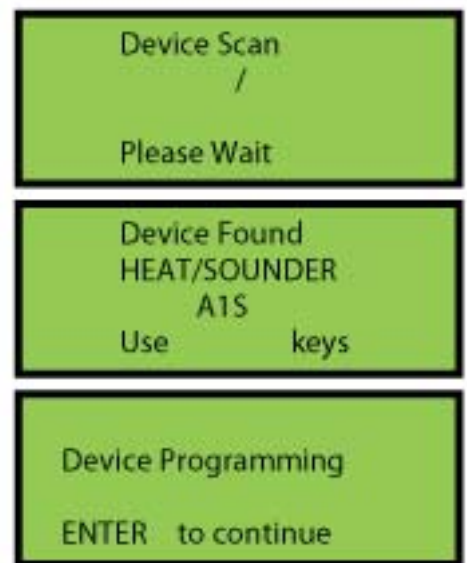 Device Scan
/
Please Wait
Device Found
HEAT/SOUNDER
A1S
Use keys
Device Programming
ENTER to continue